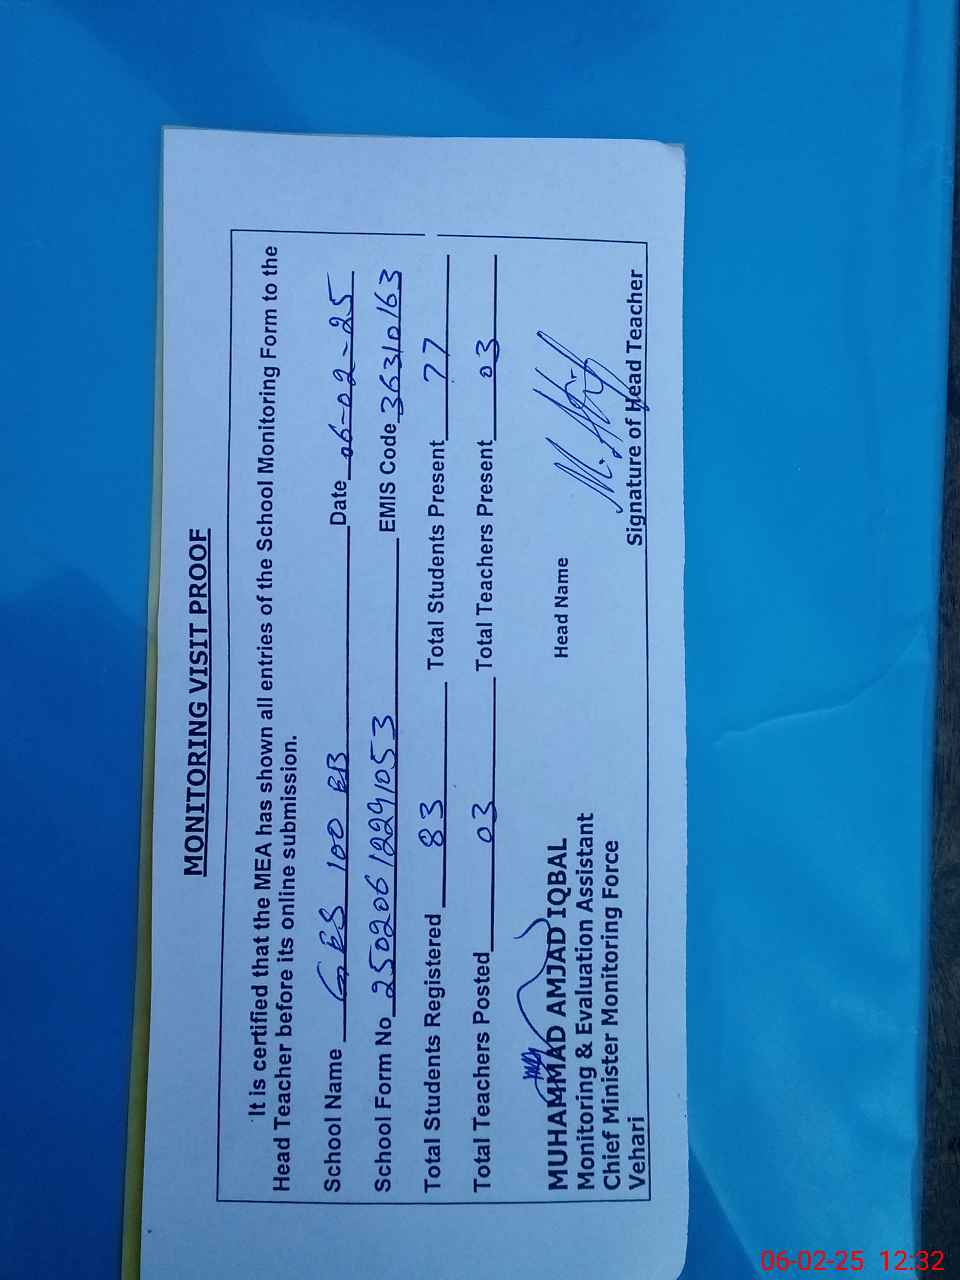 MONITORING VISIT PROOF
It is certified that the MEA has shown all entries of the School Monitoring Form to the
Head Teacher before its online submission.
School Name GES 100 EB Date 06-02-25
School Form No 25020612291053 EMIS Code 36310163
Total Students Registered 83 Total Students Present 77
Total Teachers Posted 03 Total Teachers Present 03
MUHAMMAD AMJAD IQBAL
Monitoring & Evaluation Assistant
Chief Minister Monitoring Force
Vehari
Head Name
Signature of Head Teacher
06-02-25 12:32